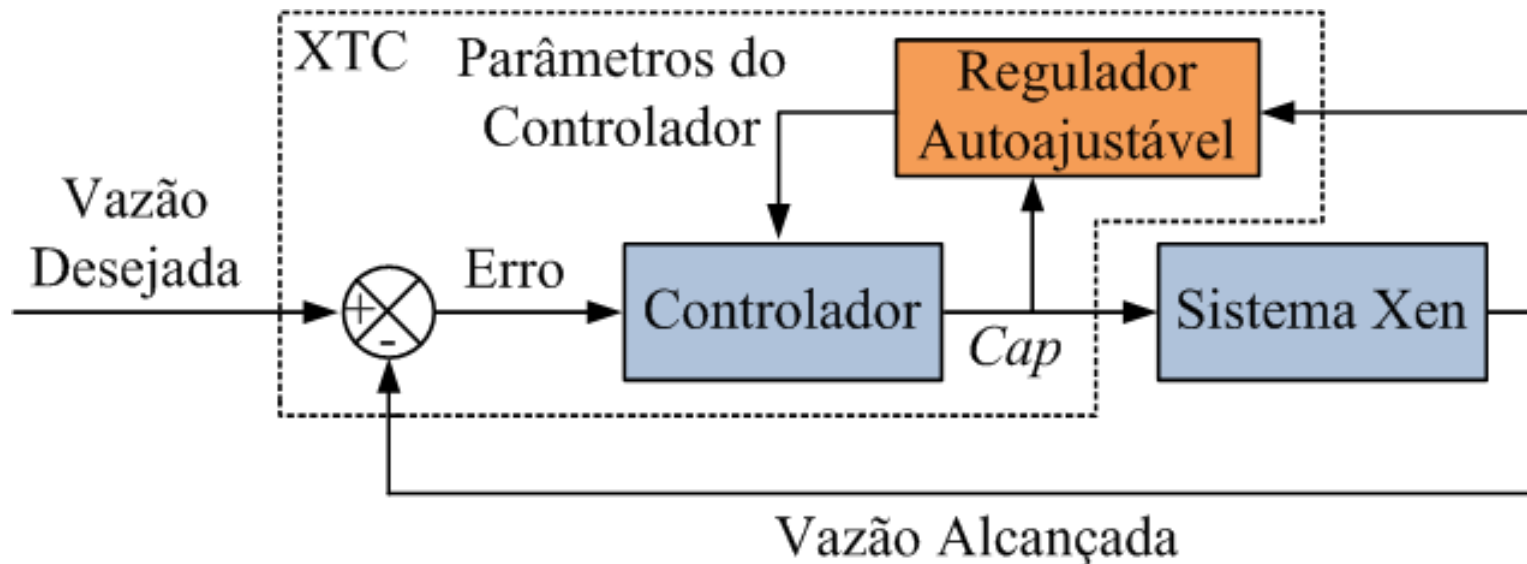 XTC
Parâmetros do
Controlador
Regulador
Autoajustável
Vazão
Desejada
+
-
Erro
Controlador
Cap
Sistema Xen
Vazão Alcançada